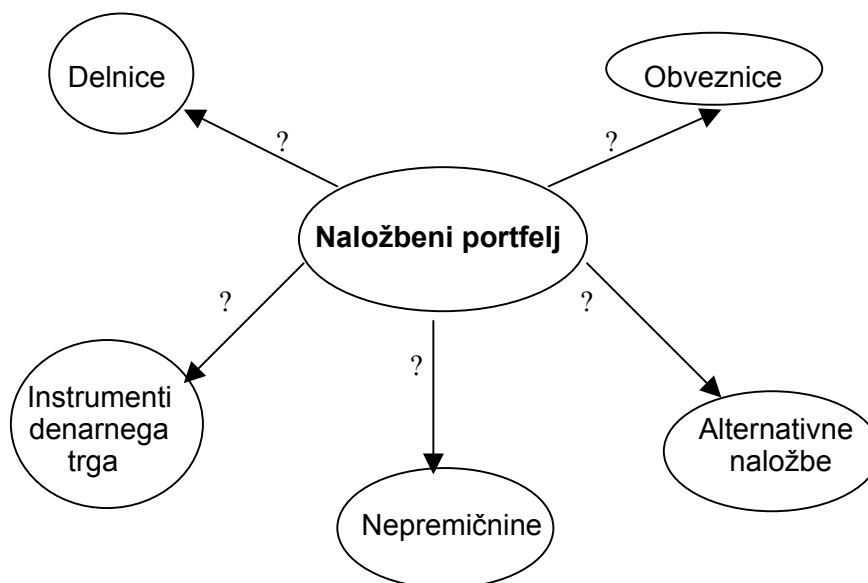 Delnice
Obveznice
?
?
Naložbeni portfelj
?
?
?
Instrumenti
denarnega
trga
Alternativne
naložbe
Nepremičnine